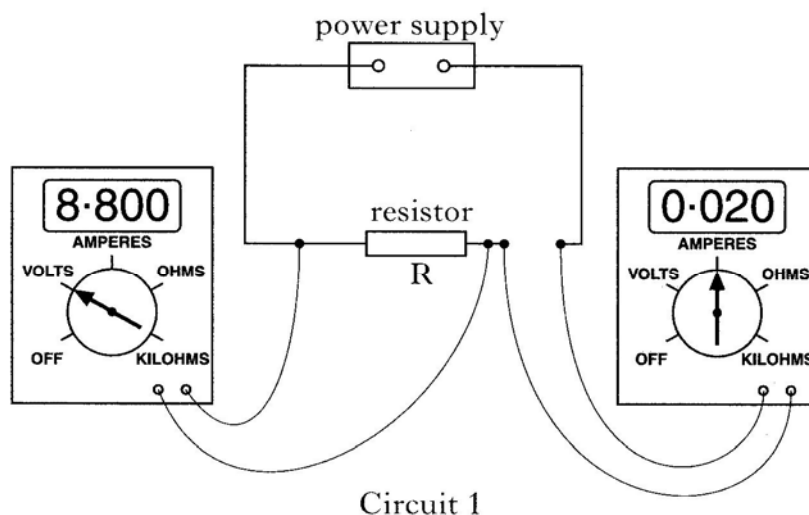 power supply
8·800
AMPERES
VOLTS
OHMS
OFF
KILOHMS
resistor
R
0·020
AMPERES
VOLTS
OHMS
OFF
KILOHMS
Circuit 1